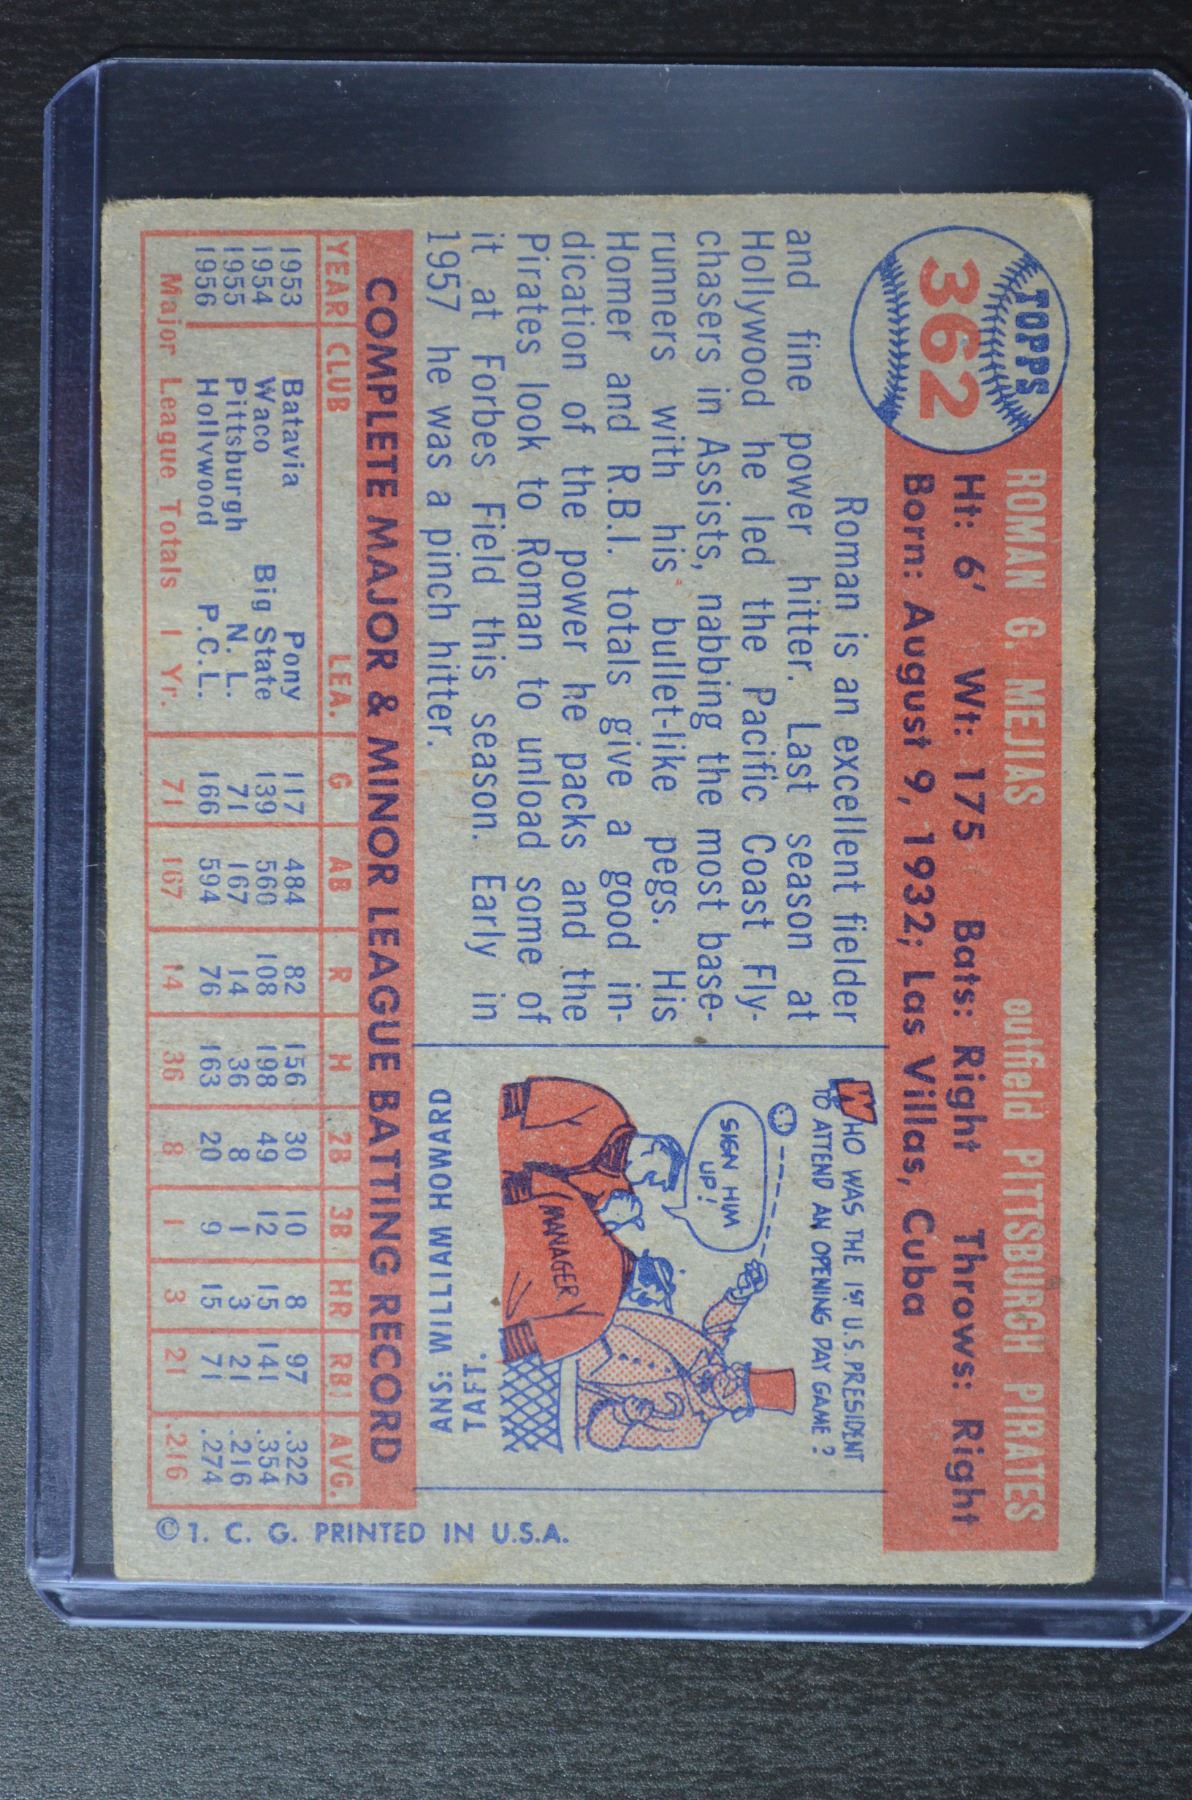 TOPPS
362
ROMAN G. MEJIAS outfield PITTSBURGH PIRATES
Ht: 6' Wt: 175 Bats: Right Throws: Right
Born: August 9, 1932; Las Villas, Cuba
Roman is an excellent fielder
and fine power hitter. Last season at
Hollywood he led the Pacific Coast Fly-
chasers in Assists, nabbing the most base-
runners with his bullet-like pegs. His
Homer and R.B.I. totals give a good in-
dication of the power he packs and the
Pirates look to Roman to unload some of
it at Forbes Field this season. Early in
1957 he was a pinch hitter.
WHO WAS THE 1ST U.S. PRESIDENT
TO ATTEND AN OPENING DAY GAME?
SIGN HIM
UP!
MANAGER
ANS: WILLIAM HOWARD
TAFT.
COMPLETE MAJOR & MINOR LEAGUE BATTING RECORD
YEAR CLUB LEA. G AB R H 2B 3B HR RBI AVG.
1953 Batavia Pony 117 484 82 156 30 10 8 97 .322
1954 Waco Big State 139 560 108 198 49 12 15 141 .354
1955 Pittsburgh N. L. 71 167 14 36 8 1 3 21 .216
1956 Hollywood P.C.L. 166 594 76 163 20 9 15 71 .274
Major League Totals 1 Yr. 71 167 14 36 8 1 3 21 .216
© T. C. G. PRINTED IN U.S.A.